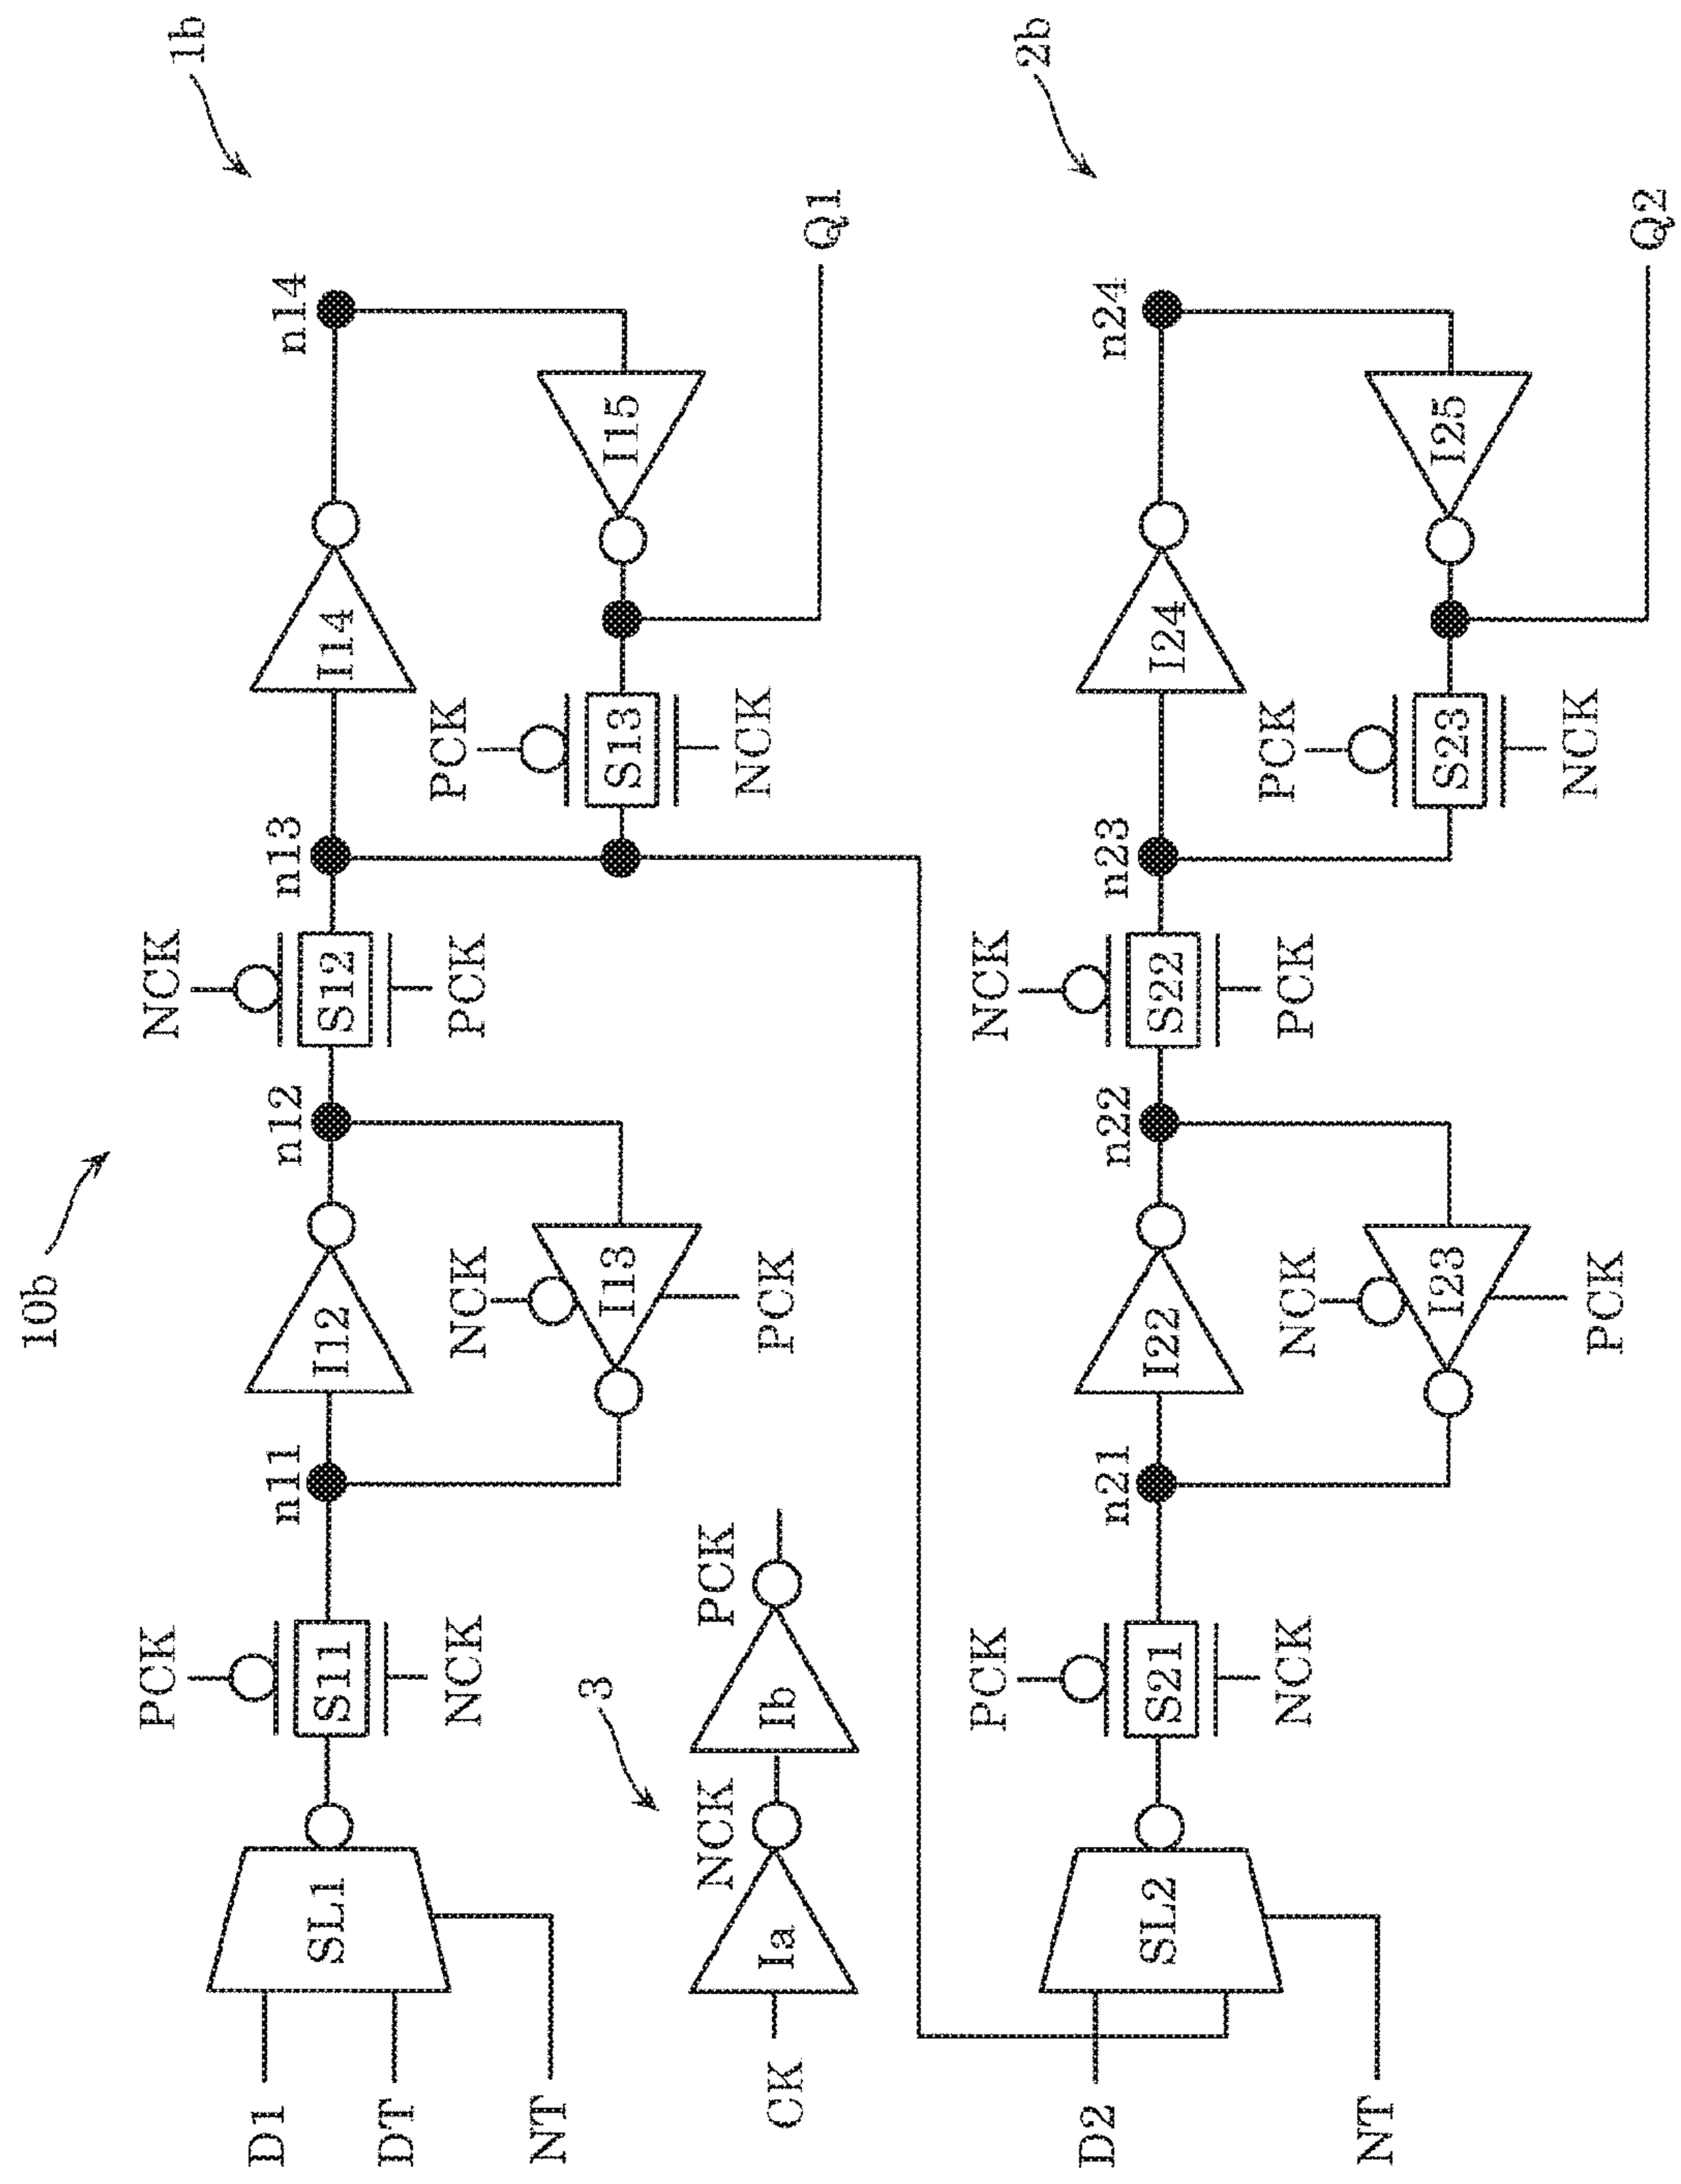 10b
1b
NCK
PCK
n11
n12
n13
n14
D1
DT
NT
SL1
S11
I12
S12
I14
NCK
PCK
NCK
I13
PCK
PCK
S13
NCK
I15
Q1
3
CK
Ia
NCK
Ib
PCK
2b
PCK
NCK
n21
n22
n23
n24
D2
NT
SL2
S21
I22
S22
I24
NCK
PCK
NCK
I23
PCK
PCK
S23
NCK
I25
Q2